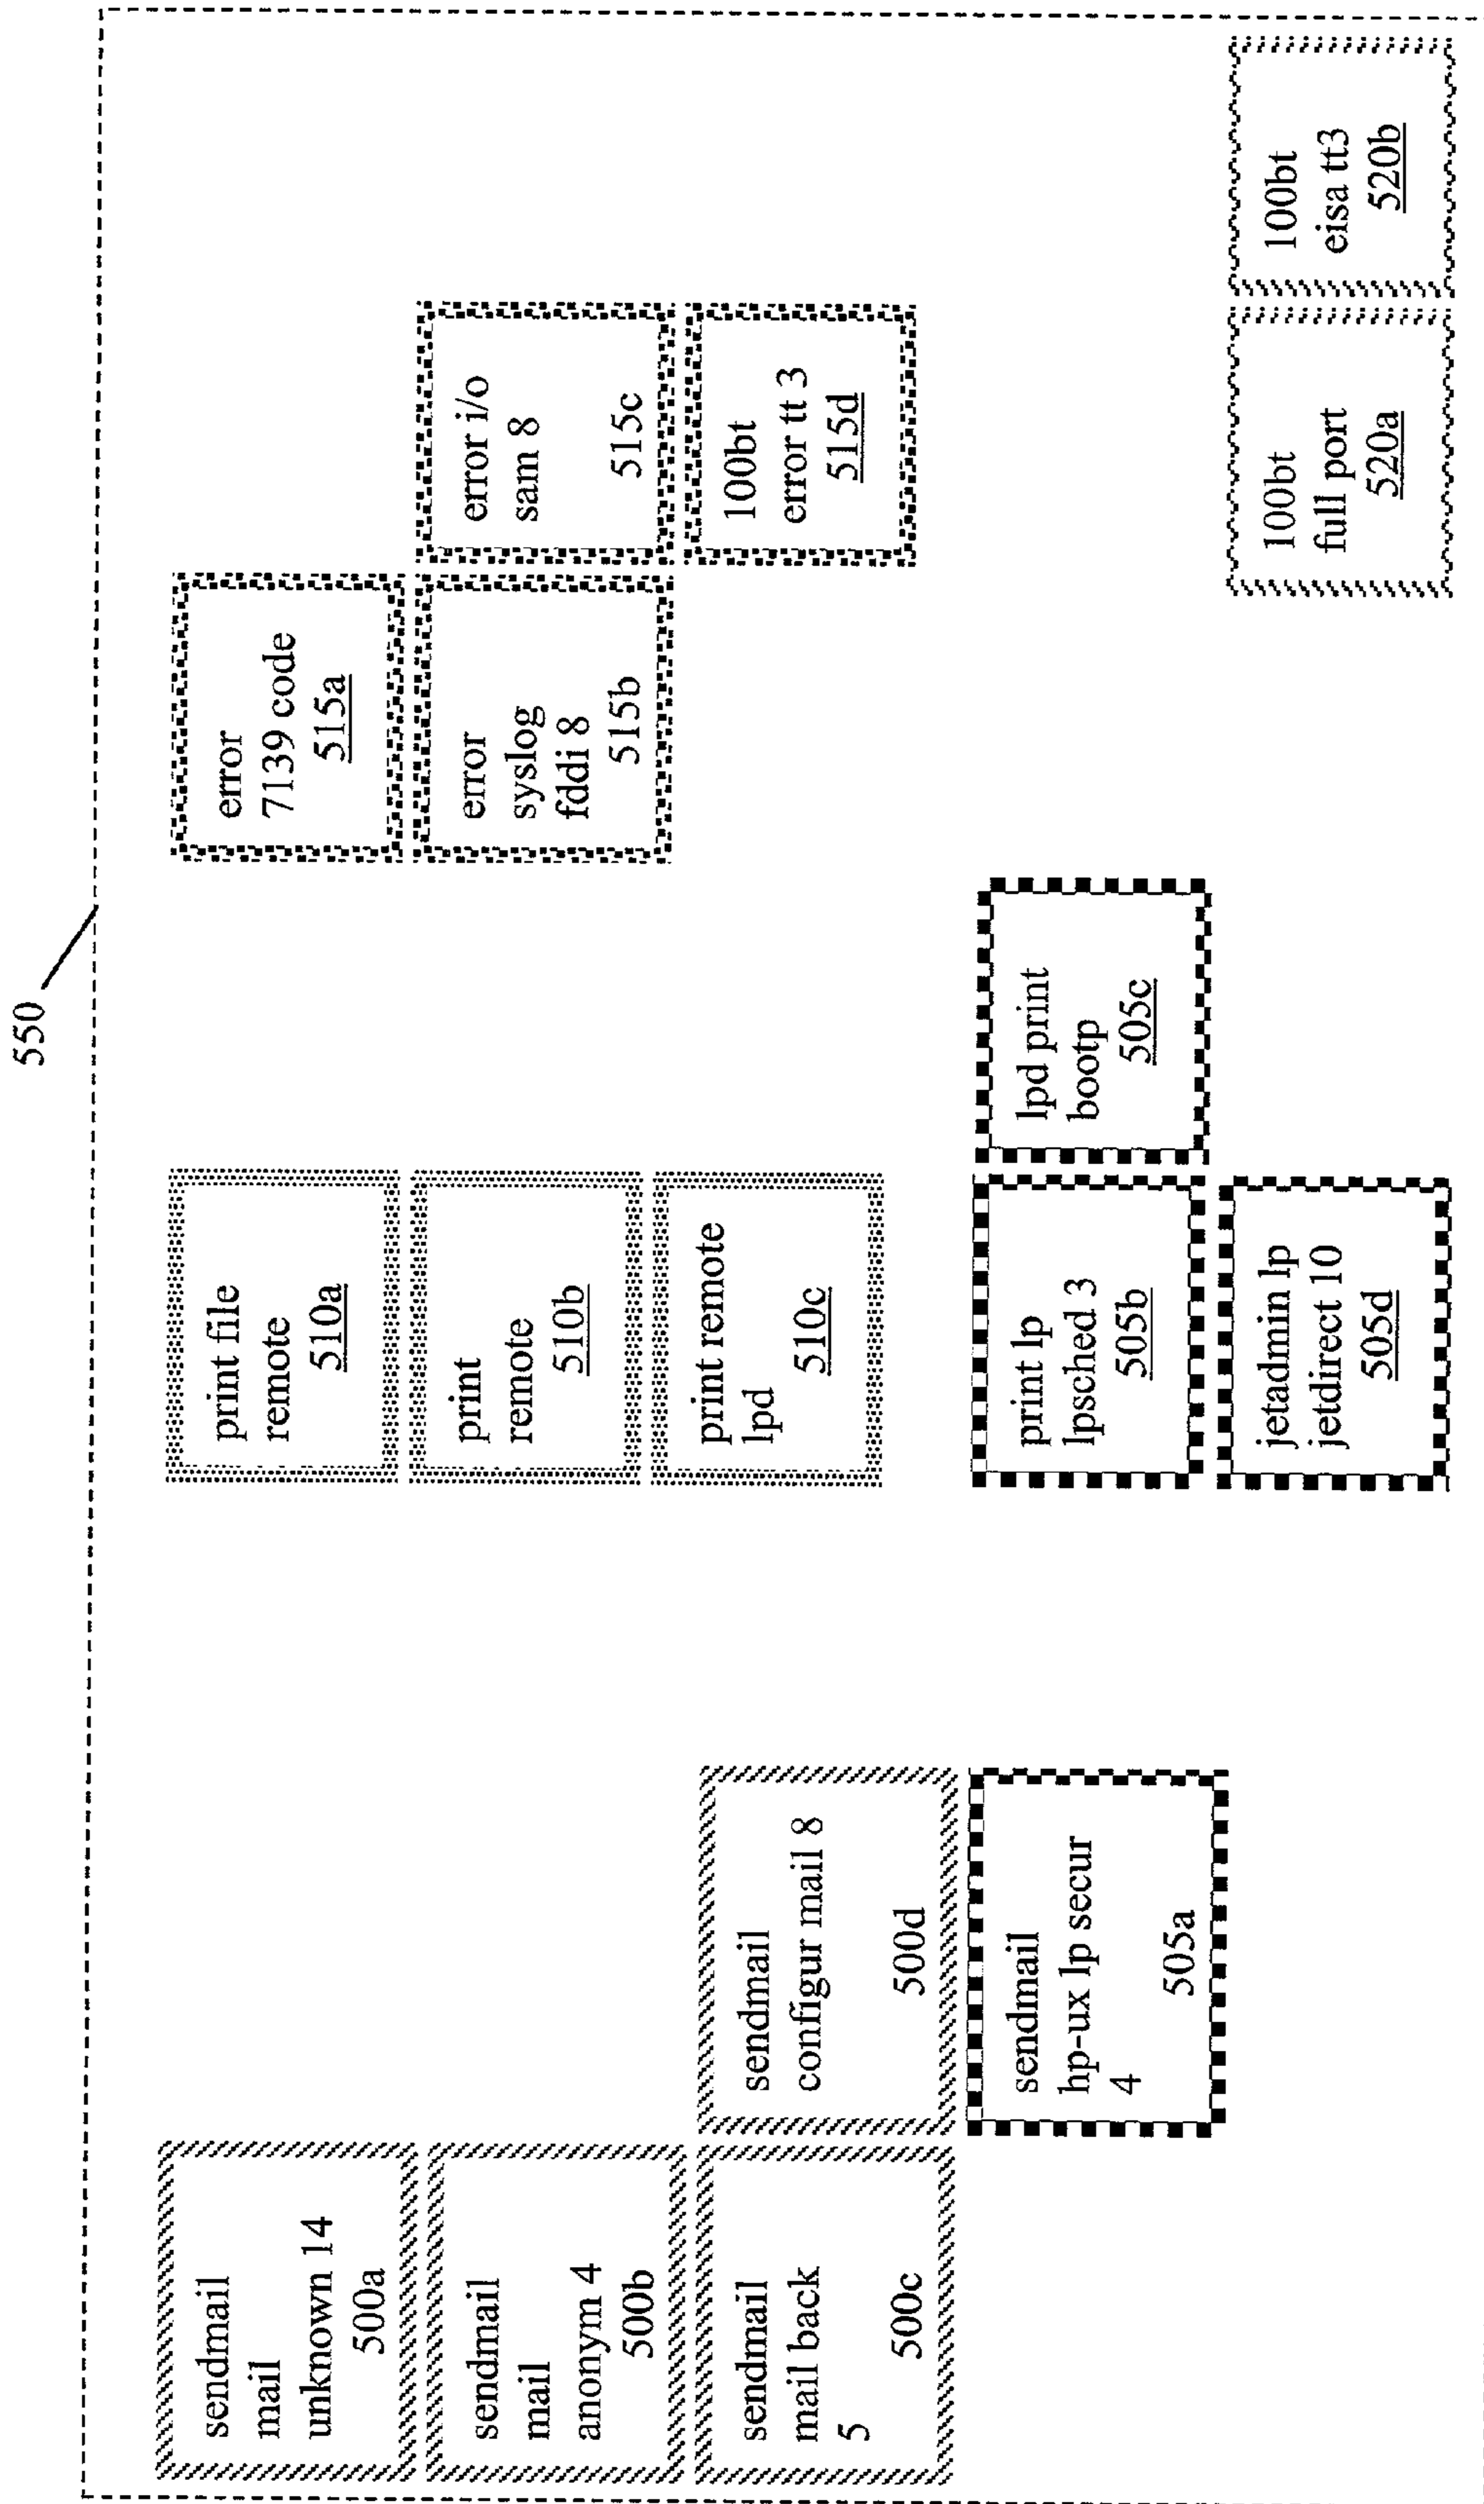 550
sendmail
mail
unknown 14
500a
sendmail
mail
anonym 4
500b
sendmail
mail back
5
500c
sendmail
configur mail 8
500d
sendmail
hp-ux lp secur
4
505a
print file
remote
510a
print
remote
510b
print remote
lpd
510c
print lp
lpsched 3
505b
lpd print
bootp
505c
jetadmin lp
jetdirect 10
505d
error
7139 code
515a
error
syslog
fddi 8
515b
error i/o
sam 8
515c
100bt
error tt 3
515d
100bt
full port
520a
100bt
eisa tt3
520b